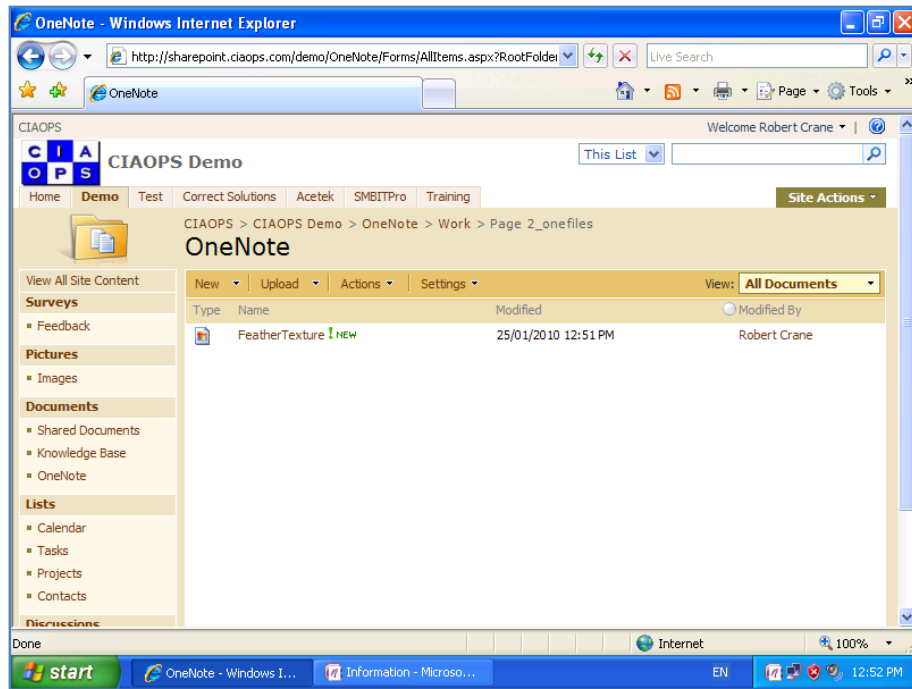 OneNote - Windows Internet Explorer
http://sharepoint.ciaops.com/demo/OneNote/Forms/AllItems.aspx?RootFolder
Live Search
OneNote
Page
Tools
CIAOPS
Welcome Robert Crane
C I A
O P S
CIAOPS Demo
This List
Home Demo Test Correct Solutions Acetek SMBITPro Training
Site Actions
CIAOPS > CIAOPS Demo > OneNote > Work > Page 2_onefiles
OneNote
View All Site Content
New Upload Actions Settings
View: All Documents
Surveys
Type Name Modified Modified By
Feedback
FeatherTexture ! NEW 25/01/2010 12:51 PM Robert Crane
Pictures
Images
Documents
Shared Documents
Knowledge Base
OneNote
Lists
Calendar
Tasks
Projects
Contacts
Discussions
Done
Internet
100%
start
OneNote - Windows I...
Information - Microso...
EN
12:52 PM